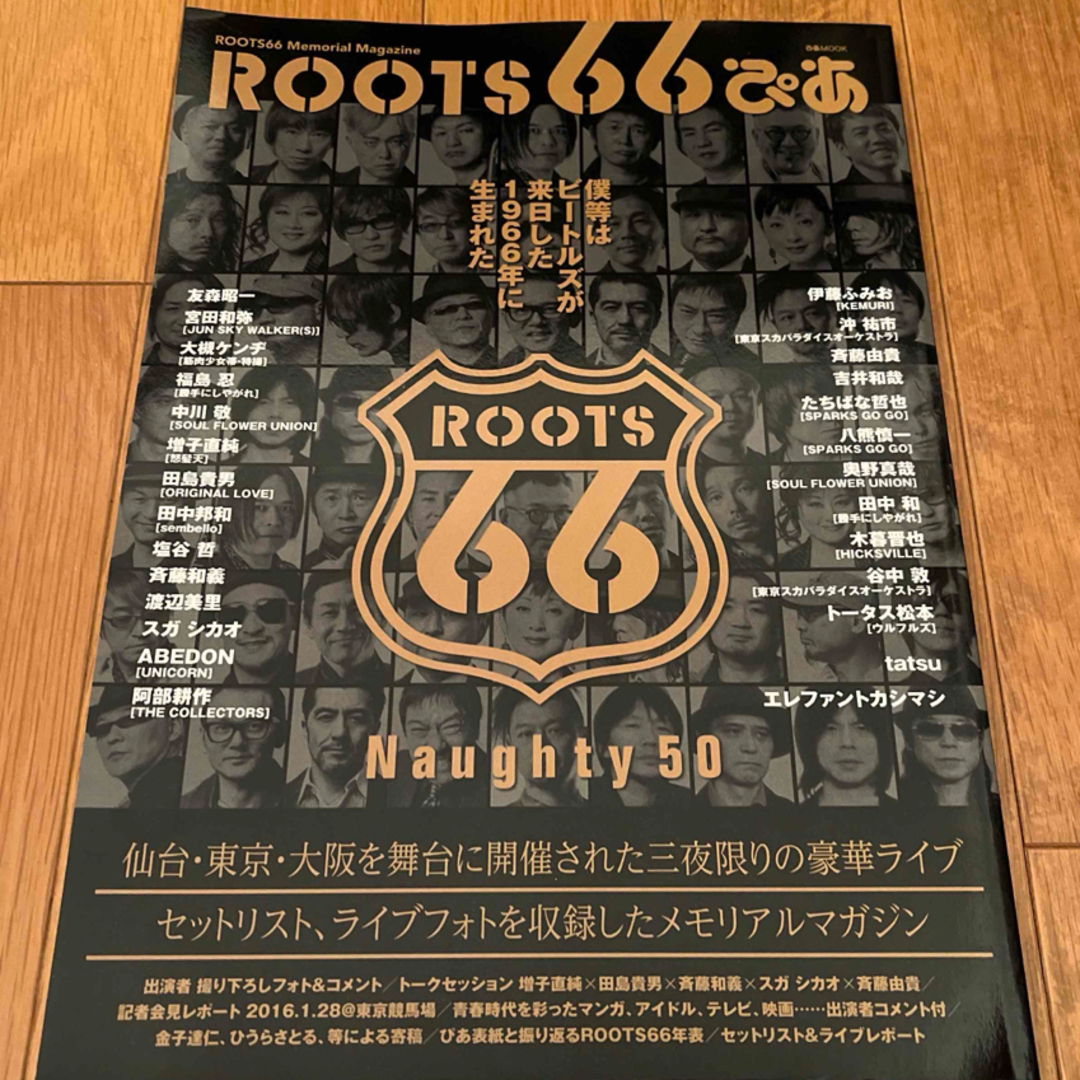 ROOTS66 Memorial Magazine
ROOTS 66 ぴあ
ぴあMOOK
僕等は
ビートルズが
来日した
1966年に
生まれた
友森昭一
宮田和弥
[JUN SKY WALKER(S)]
大槻ケンヂ
[筋肉少女帯・特撮]
福島 忍
[勝手にしやがれ]
中川 敬
[SOUL FLOWER UNION]
増子直純
[怒髪天]
田島貴男
[ORIGINAL LOVE]
田中邦和
[sembello]
塩谷 哲
斉藤和義
渡辺美里
スガ シカオ
ABEDON
[UNICORN]
阿部耕作
[THE COLLECTORS]
伊藤ふみお
[KEMURI]
沖 祐市
[東京スカパラダイスオーケストラ]
斉藤由貴
吉井和哉
たちばな哲也
[SPARKS GO GO]
八熊慎一
[SPARKS GO GO]
奥野真哉
[SOUL FLOWER UNION]
田中 和
[勝手にしやがれ]
木暮晋也
[HICKSVILLE]
谷中 敦
[東京スカパラダイスオーケストラ]
トータス松本
[ウルフルズ]
tatsu
エレファントカシマシ
ROOTS
66
Naughty 50
仙台・東京・大阪を舞台に開催された三夜限りの豪華ライブ
セットリスト、ライブフォトを収録したメモリアルマガジン
出演者 撮り下ろしフォト&コメント/トークセッション 増子直純×田島貴男×斉藤和義×スガ シカオ×斉藤由貴/
記者会見レポート 2016.1.28@東京競馬場/青春時代を彩ったマンガ、アイドル、テレビ、映画……出演者コメント付/
金子達仁、ひうらさとる、等による寄稿/ぴあ表紙と振り返るROOTS66年表/セットリスト&ライブレポート